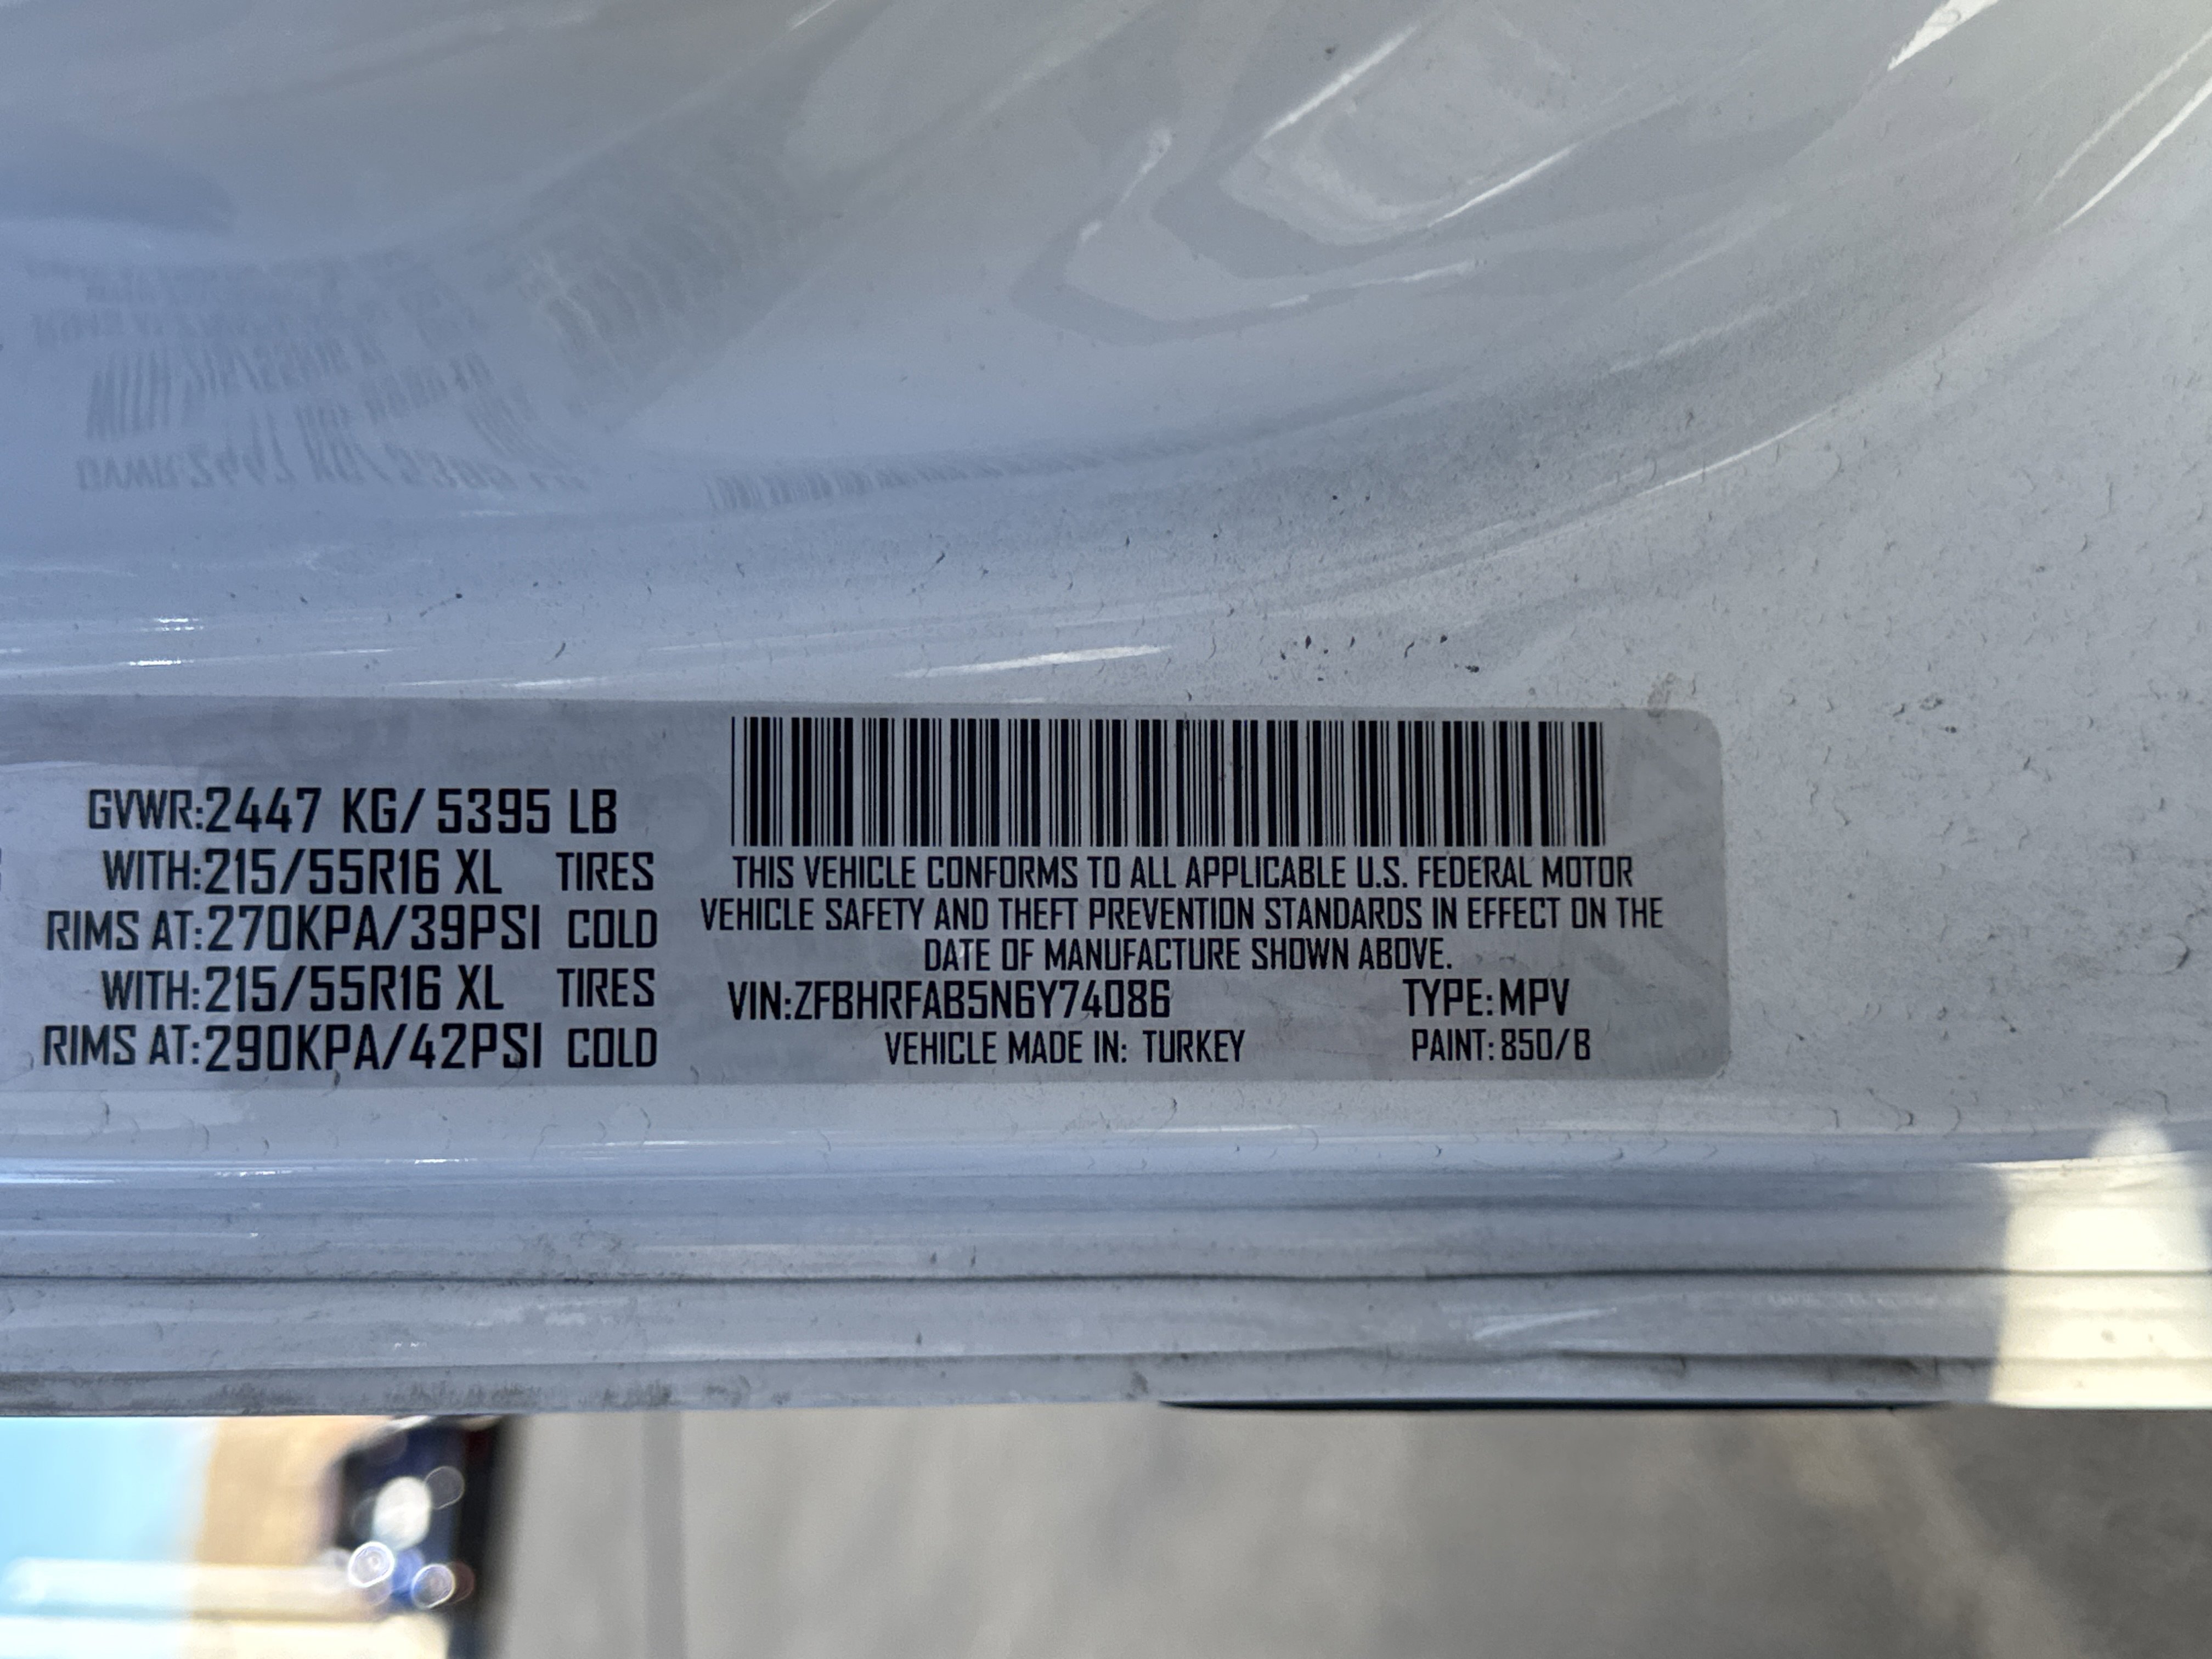 GVWR:2447 KG/ 5395 LB
WITH:215/55R16 XL TIRES
RIMS AT:270KPA/39PSI COLD
WITH:215/55R16 XL TIRES
RIMS AT:290KPA/42PSI COLD
THIS VEHICLE CONFORMS TO ALL APPLICABLE U.S. FEDERAL MOTOR
VEHICLE SAFETY AND THEFT PREVENTION STANDARDS IN EFFECT ON THE
DATE OF MANUFACTURE SHOWN ABOVE.
VIN:ZFBHRFAB5N6Y74086 TYPE:MPV
VEHICLE MADE IN: TURKEY PAINT:850/B